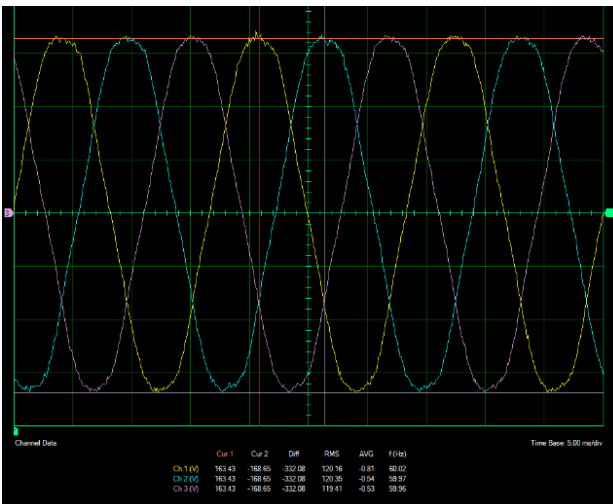 3
Channel Data
Time Base: 5.00 ms/div
Cur 1 Cur 2 Diff RMS AVG f (Hz)
Ch 1 (V) 163.43 -168.65 -332.08 120.16 -0.81 60.02
Ch 2 (V) 163.43 -168.65 -332.08 120.35 -0.54 59.97
Ch 3 (V) 163.43 -168.65 -332.08 119.41 -0.53 59.96